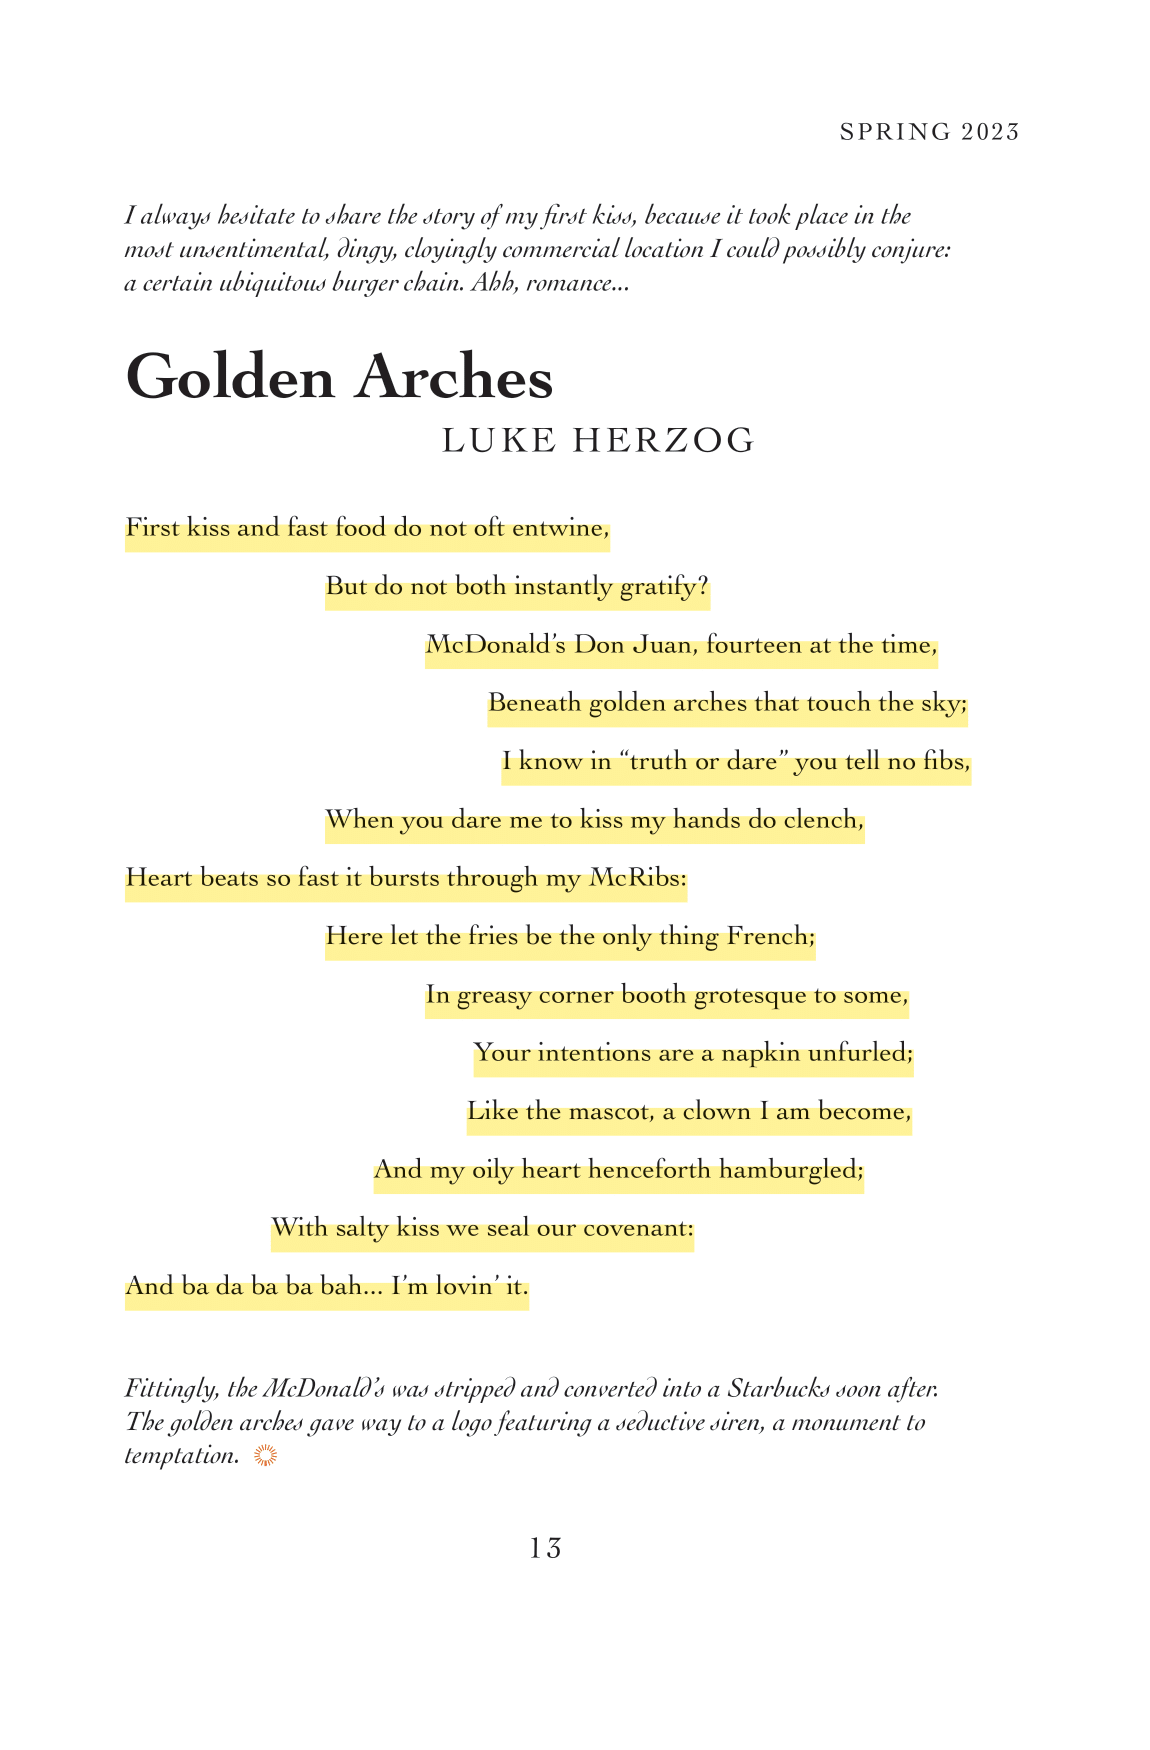 SPRING 2023
I always hesitate to share the story of my first kiss, because it took place in the
most unsentimental, dingy, cloyingly commercial location I could possibly conjure:
a certain ubiquitous burger chain. Ahh, romance...
Golden Arches
LUKE HERZOG
First kiss and fast food do not oft entwine,
But do not both instantly gratify?
McDonald’s Don Juan, fourteen at the time,
Beneath golden arches that touch the sky;
I know in “truth or dare” you tell no fibs,
When you dare me to kiss my hands do clench,
Heart beats so fast it bursts through my McRibs:
Here let the fries be the only thing French;
In greasy corner booth grotesque to some,
Your intentions are a napkin unfurled;
Like the mascot, a clown I am become,
And my oily heart henceforth hamburgled;
With salty kiss we seal our covenant:
And ba da ba ba bah... I’m lovin’ it.
Fittingly, the McDonald’s was stripped and converted into a Starbucks soon after.
The golden arches gave way to a logo featuring a seductive siren, a monument to
temptation.
13